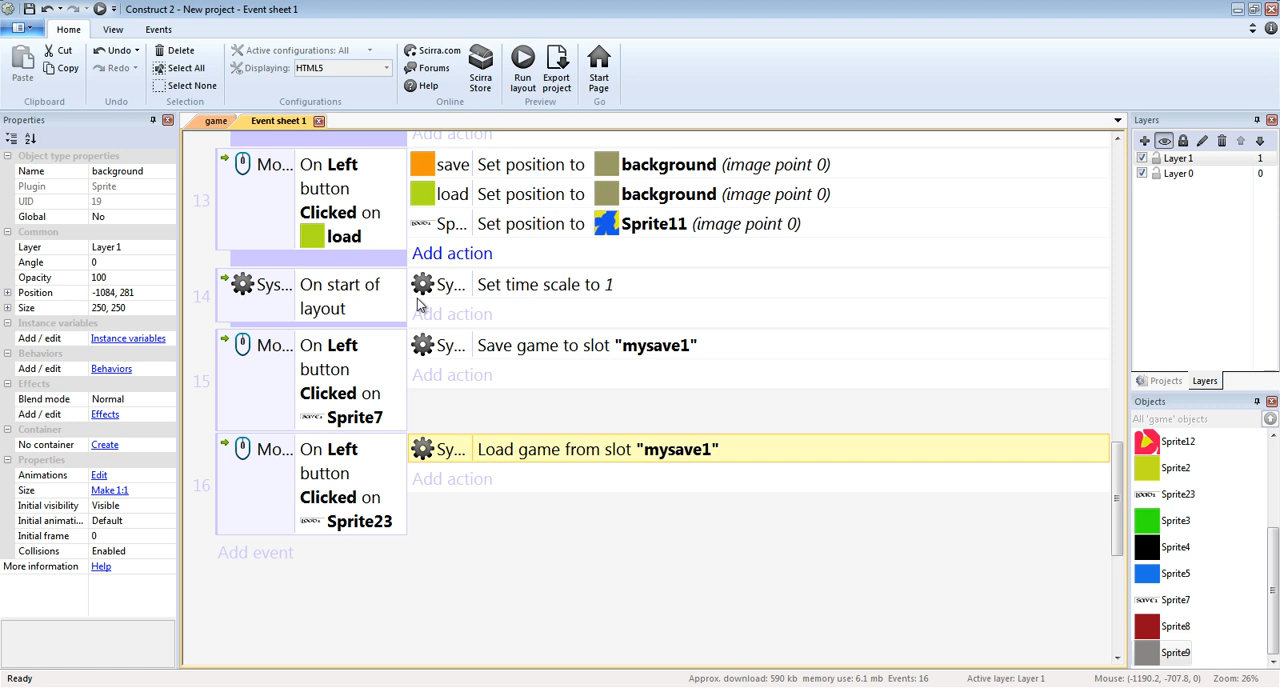 Construct 2 - New project - Event sheet 1
Home View Events
Paste Cut Copy Clipboard
Undo Redo Undo
Delete Select All Select None Selection
Active configurations: All
Displaying: HTML5
Configurations
Scirra.com Forums Help Scirra Store Online
Run layout Export project Preview
Start Page Go
Properties
game Event sheet 1
Object type properties
Name background
Plugin Sprite
UID 19
Global No
Common
Layer Layer 1
Angle 0
Opacity 100
Position -1084, 281
Size 250, 250
Instance variables
Add / edit Instance variables
Behaviors
Add / edit Behaviors
Effects
Blend mode Normal
Add / edit Effects
Container
No container Create
Properties
Animations Edit
Size Make 1:1
Initial visibility Visible
Initial animati... Default
Initial frame 0
Collisions Enabled
More information Help
Add action
13 Mo... On Left button Clicked on load
save Set position to background (image point 0)
load Set position to background (image point 0)
Sp... Set position to Sprite11 (image point 0)
Add action
14 Sys... On start of layout
Sy... Set time scale to 1
Add action
15 Mo... On Left button Clicked on Sprite7
Sy... Save game to slot "mysave1"
Add action
16 Mo... On Left button Clicked on Sprite23
Sy... Load game from slot "mysave1"
Add action
Add event
Layers
Layer 1 1
Layer 0 0
Projects Layers
Objects
All 'game' objects
Sprite12
Sprite2
Sprite23
Sprite3
Sprite4
Sprite5
Sprite7
Sprite8
Sprite9
Ready Approx. download: 590 kb memory use: 6.1 mb Events: 16 Active layer: Layer 1 Mouse: (-1190.2, -707.8, 0) Zoom: 26%